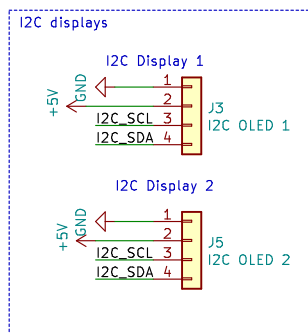 I2C displays
I2C Display 1
GND
+5V
1
2
I2C_SCL 3
I2C_SDA 4
J3
I2C OLED 1
I2C Display 2
GND
+5V
1
2
I2C_SCL 3
I2C_SDA 4
J5
I2C OLED 2